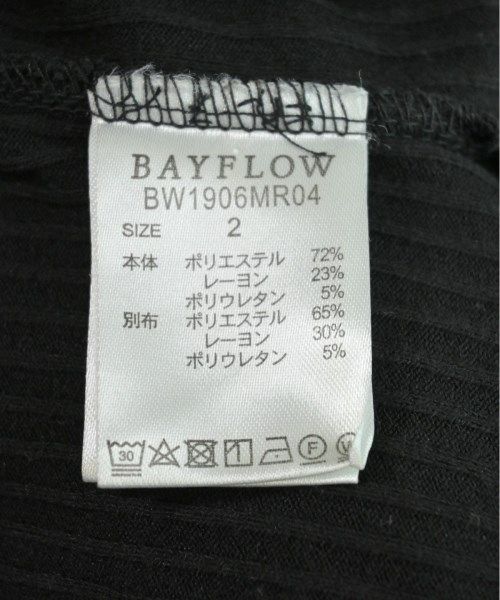 BAYFLOW
BW1906MR04
SIZE 2
本体 ポリエステル 72%
レーヨン 23%
ポリウレタン 5%
別布 ポリエステル 65%
レーヨン 30%
ポリウレタン 5%
30 F W